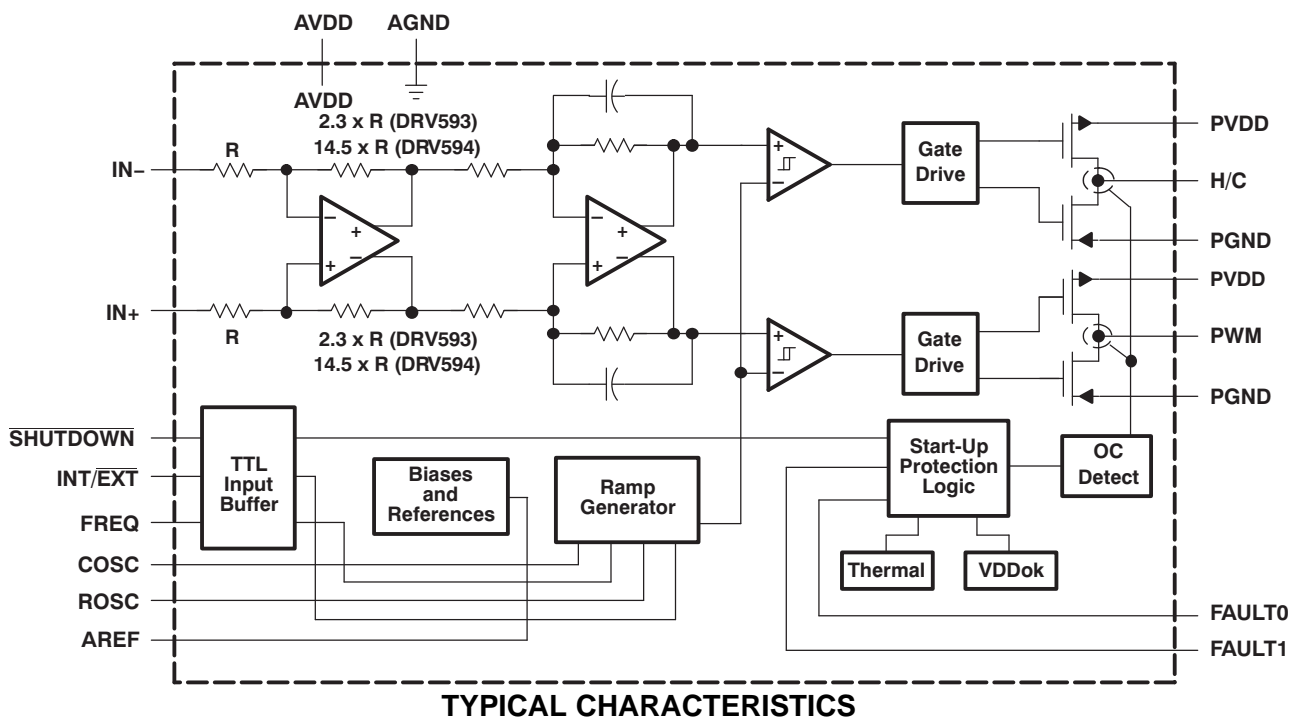 AVDD
AGND
AVDD
2.3 x R (DRV593)
14.5 x R (DRV594)
R
IN–
–
+
+
–
–
+
+
–
+
–
Gate
Drive
PVDD
H/C
PGND
IN+
R
2.3 x R (DRV593)
14.5 x R (DRV594)
+
–
Gate
Drive
PVDD
PWM
PGND
SHUTDOWN
INT/EXT
FREQ
COSC
ROSC
AREF
TTL
Input
Buffer
Biases
and
References
Ramp
Generator
Start-Up
Protection
Logic
OC
Detect
Thermal
VDDok
FAULT0
FAULT1
TYPICAL CHARACTERISTICS